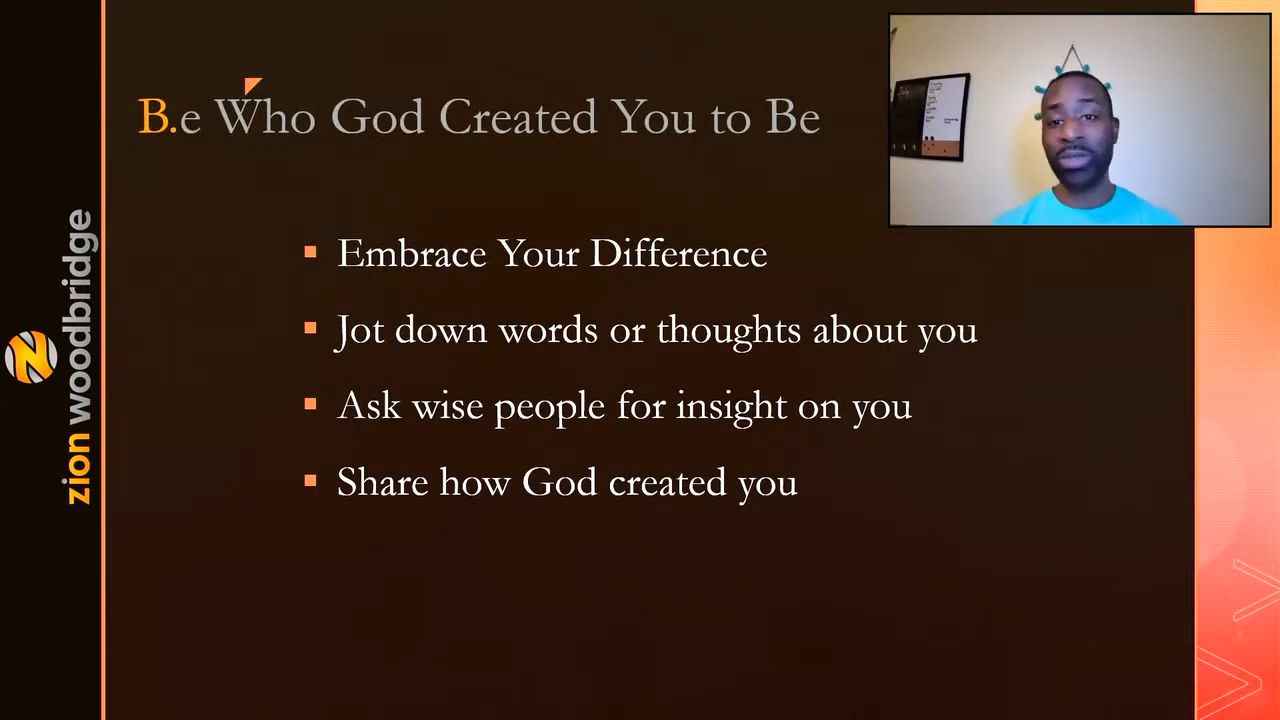 B.e Who God Created You to Be
Embrace Your Difference
Jot down words or thoughts about you
Ask wise people for insight on you
Share how God created you
zion woodbridge
July